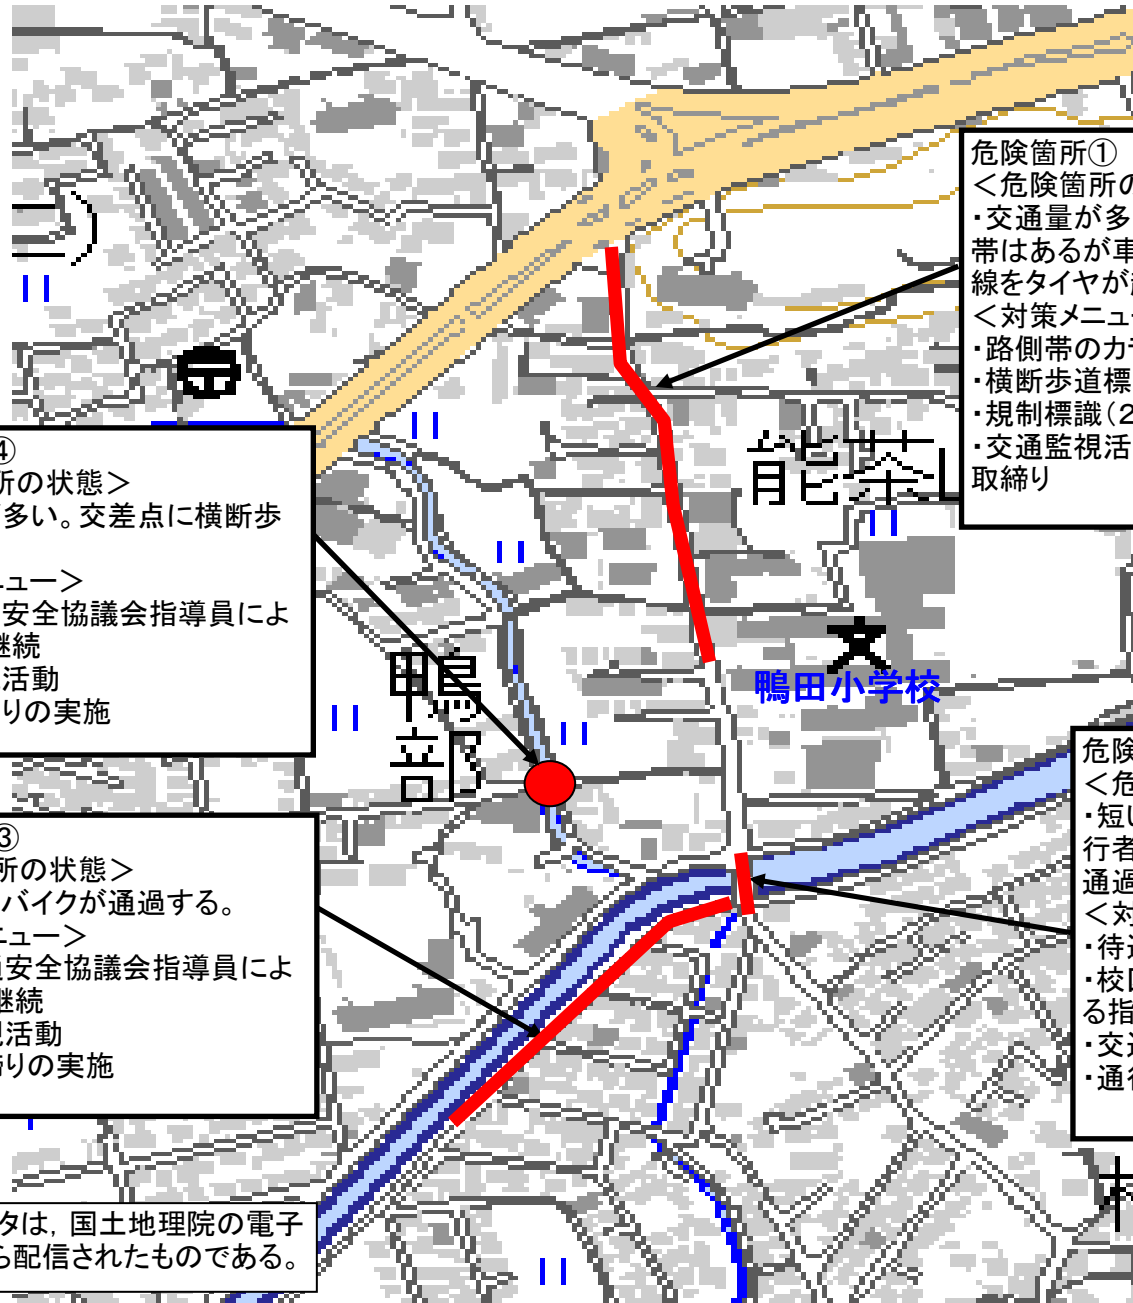 危険箇所①
＜危険箇所の
・交通量が多
帯はあるが車
線をタイヤが
＜対策メニュー
・路側帯のカ
・横断歩道標
・規制標識（２
・交通監視活
取締り
能茶
④
所の状態＞
多い。交差点に横断歩
ニュー＞
安全協議会指導員によ
継続
活動
りの実施
鴨部
鴨田小学校
危険
＜危
・短い
行者
通過
＜対
・待
・校区
る指
・交通
・通行
③
所の状態＞
バイクが通過する。
ニュー＞
安全協議会指導員によ
継続
活動
りの実施
タは，国土地理院の電子
ら配信されたものである。